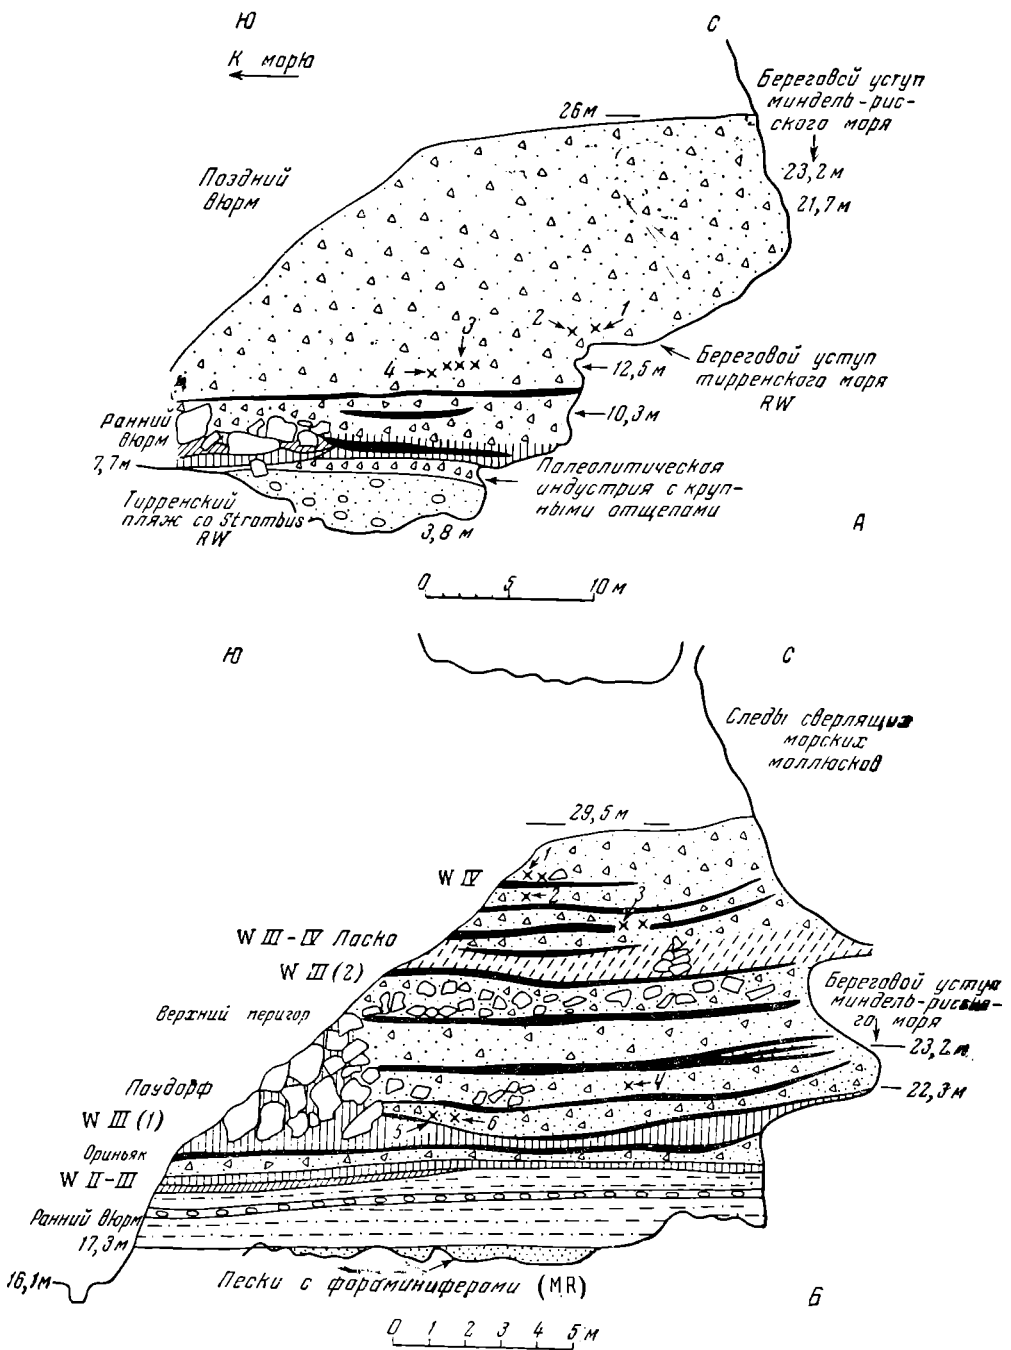 Ю
С
К морю
Береговой уступ
миндель-рис-
ского моря
26 м
23,2 м
21,7 м
Поздний
вюрм
1
2
3
4
12,5 м
Береговой уступ
тирренского моря
RW
10,3 м
Ранний
вюрм
7,7 м
Палеолитическая
индустрия с круп-
ными отщепами
Тирренский
пляж со Strombus
RW
3,8 м
А
0 5 10 м
Ю
С
Следы сверлящих
морских
моллюсков
29,5 м
1
W IV
2
3
W III-IV Ласко
W III (2)
Береговой уступ
миндель-рисско-
го моря
Верхний перигор
23,2 м
4
22,3 м
Паудорф
W III (1)
5
6
Ориньяк
W II-III
Ранний вюрм
17,3 м
16,1 м
Пески с фораминиферами (MR)
Б
0 1 2 3 4 5 м